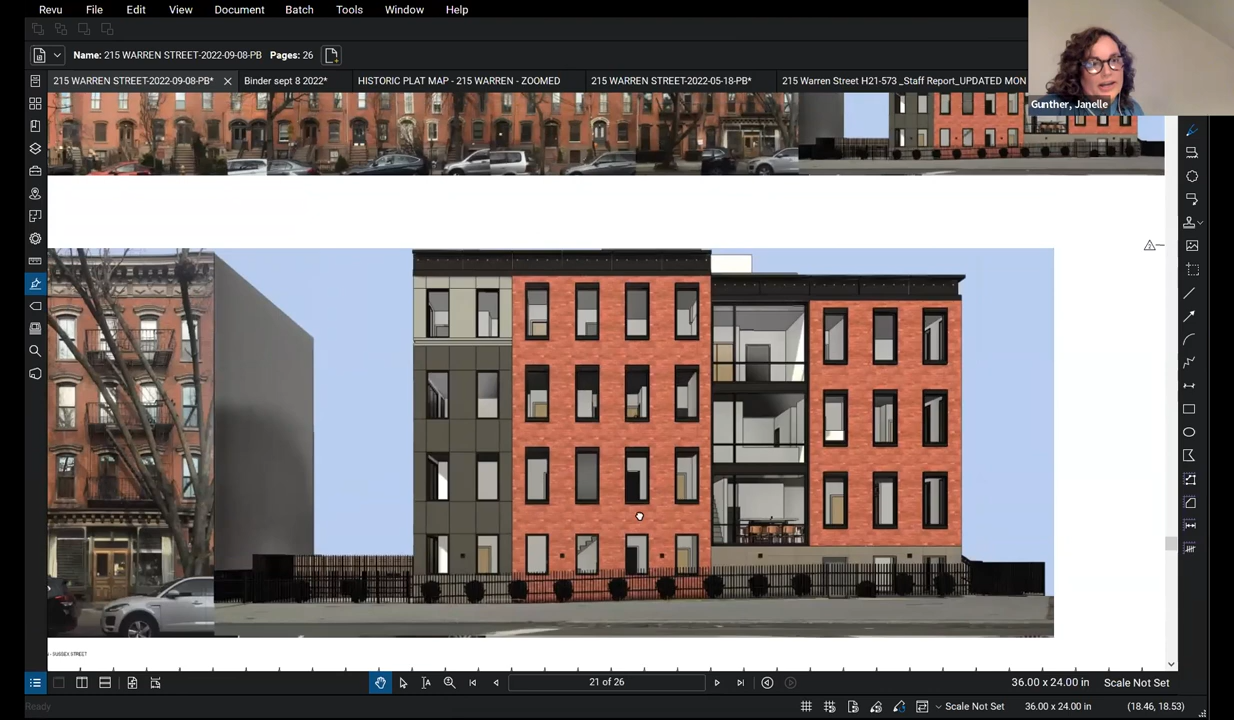 Revu File Edit View Document Batch Tools Window Help
Name: 215 WARREN STREET-2022-09-08-PB Pages: 26
215 WARREN STREET-2022-09-08-PB* Binder sept 8 2022* HISTORIC PLAT MAP - 215 WARREN - ZOOMED 215 WARREN STREET-2022-05-18-PB* 215 Warren Street H21-573 _Staff Report_UPDATED MON
Gunther, Janelle
- SUSSEX STREET
21 of 26
36.00 x 24.00 in Scale Not Set
Ready
Scale Not Set 36.00 x 24.00 in (18.46, 18.53)